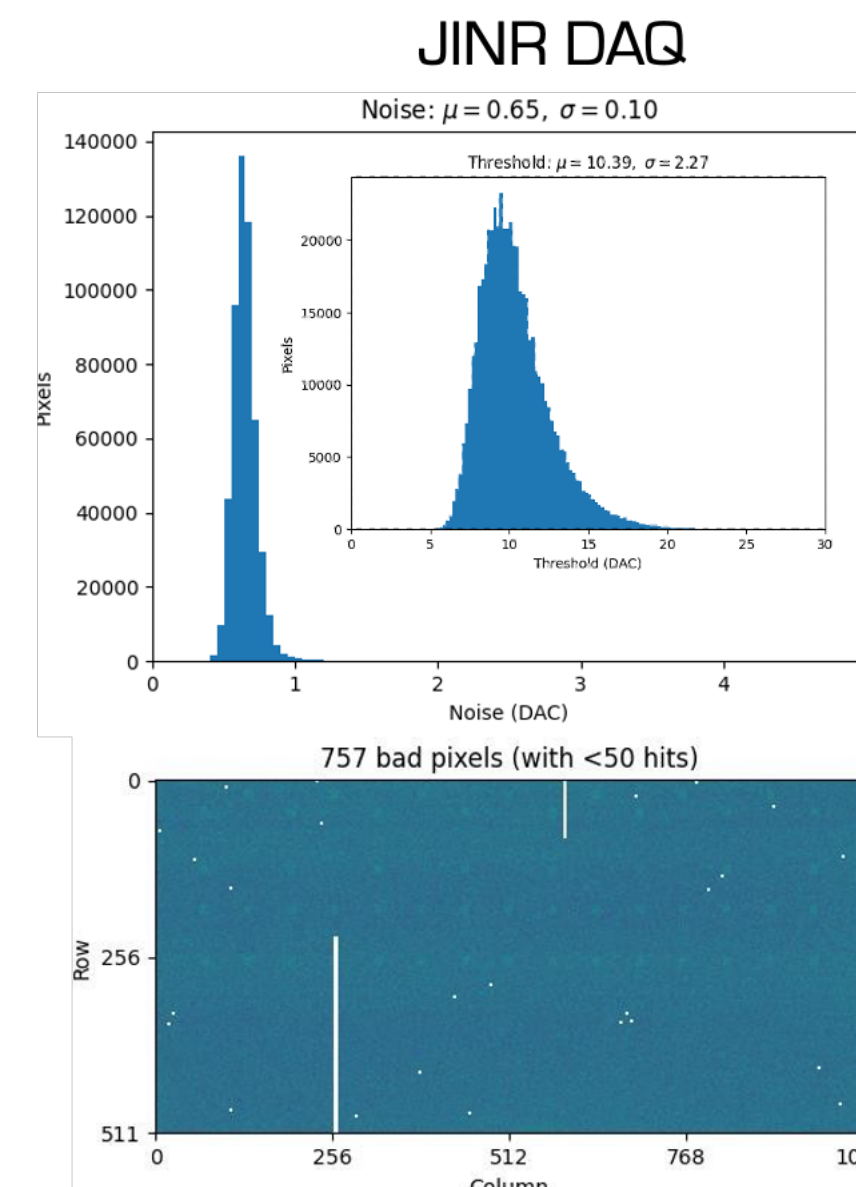 JINR DAQ
Noise: μ = 0.65, σ = 0.10
140000
120000
100000
80000
60000
40000
20000
0
Pixels
0 1 2 3 4
Noise (DAC)
Threshold: μ = 10.39, σ = 2.27
20000
15000
10000
5000
0
Pixels
0 5 10 15 20 25 30
Threshold (DAC)
757 bad pixels (with <50 hits)
0
256
511
Row
0 256 512 768
Column